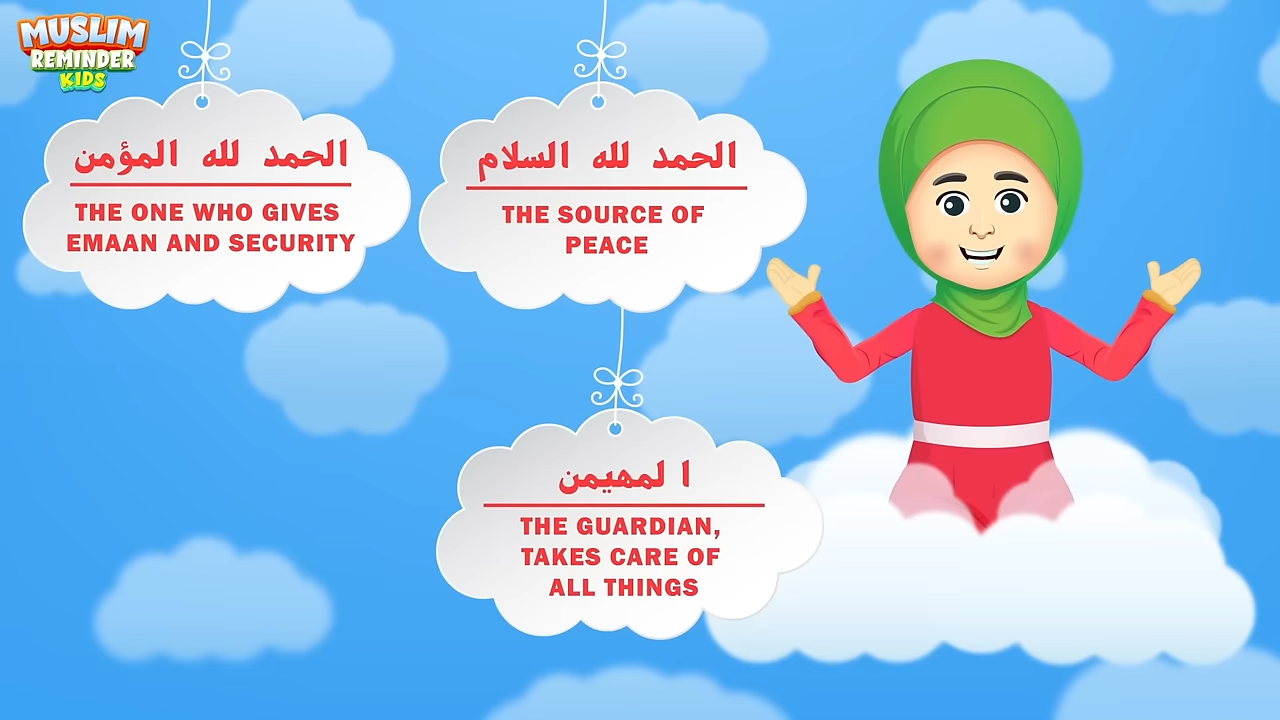 MUSLIM
REMINDER
KIDS
الحمد لله المؤمن
THE ONE WHO GIVES
EMAAN AND SECURITY
الحمد لله السلام
THE SOURCE OF
PEACE
ا لمهيمن
THE GUARDIAN,
TAKES CARE OF
ALL THINGS